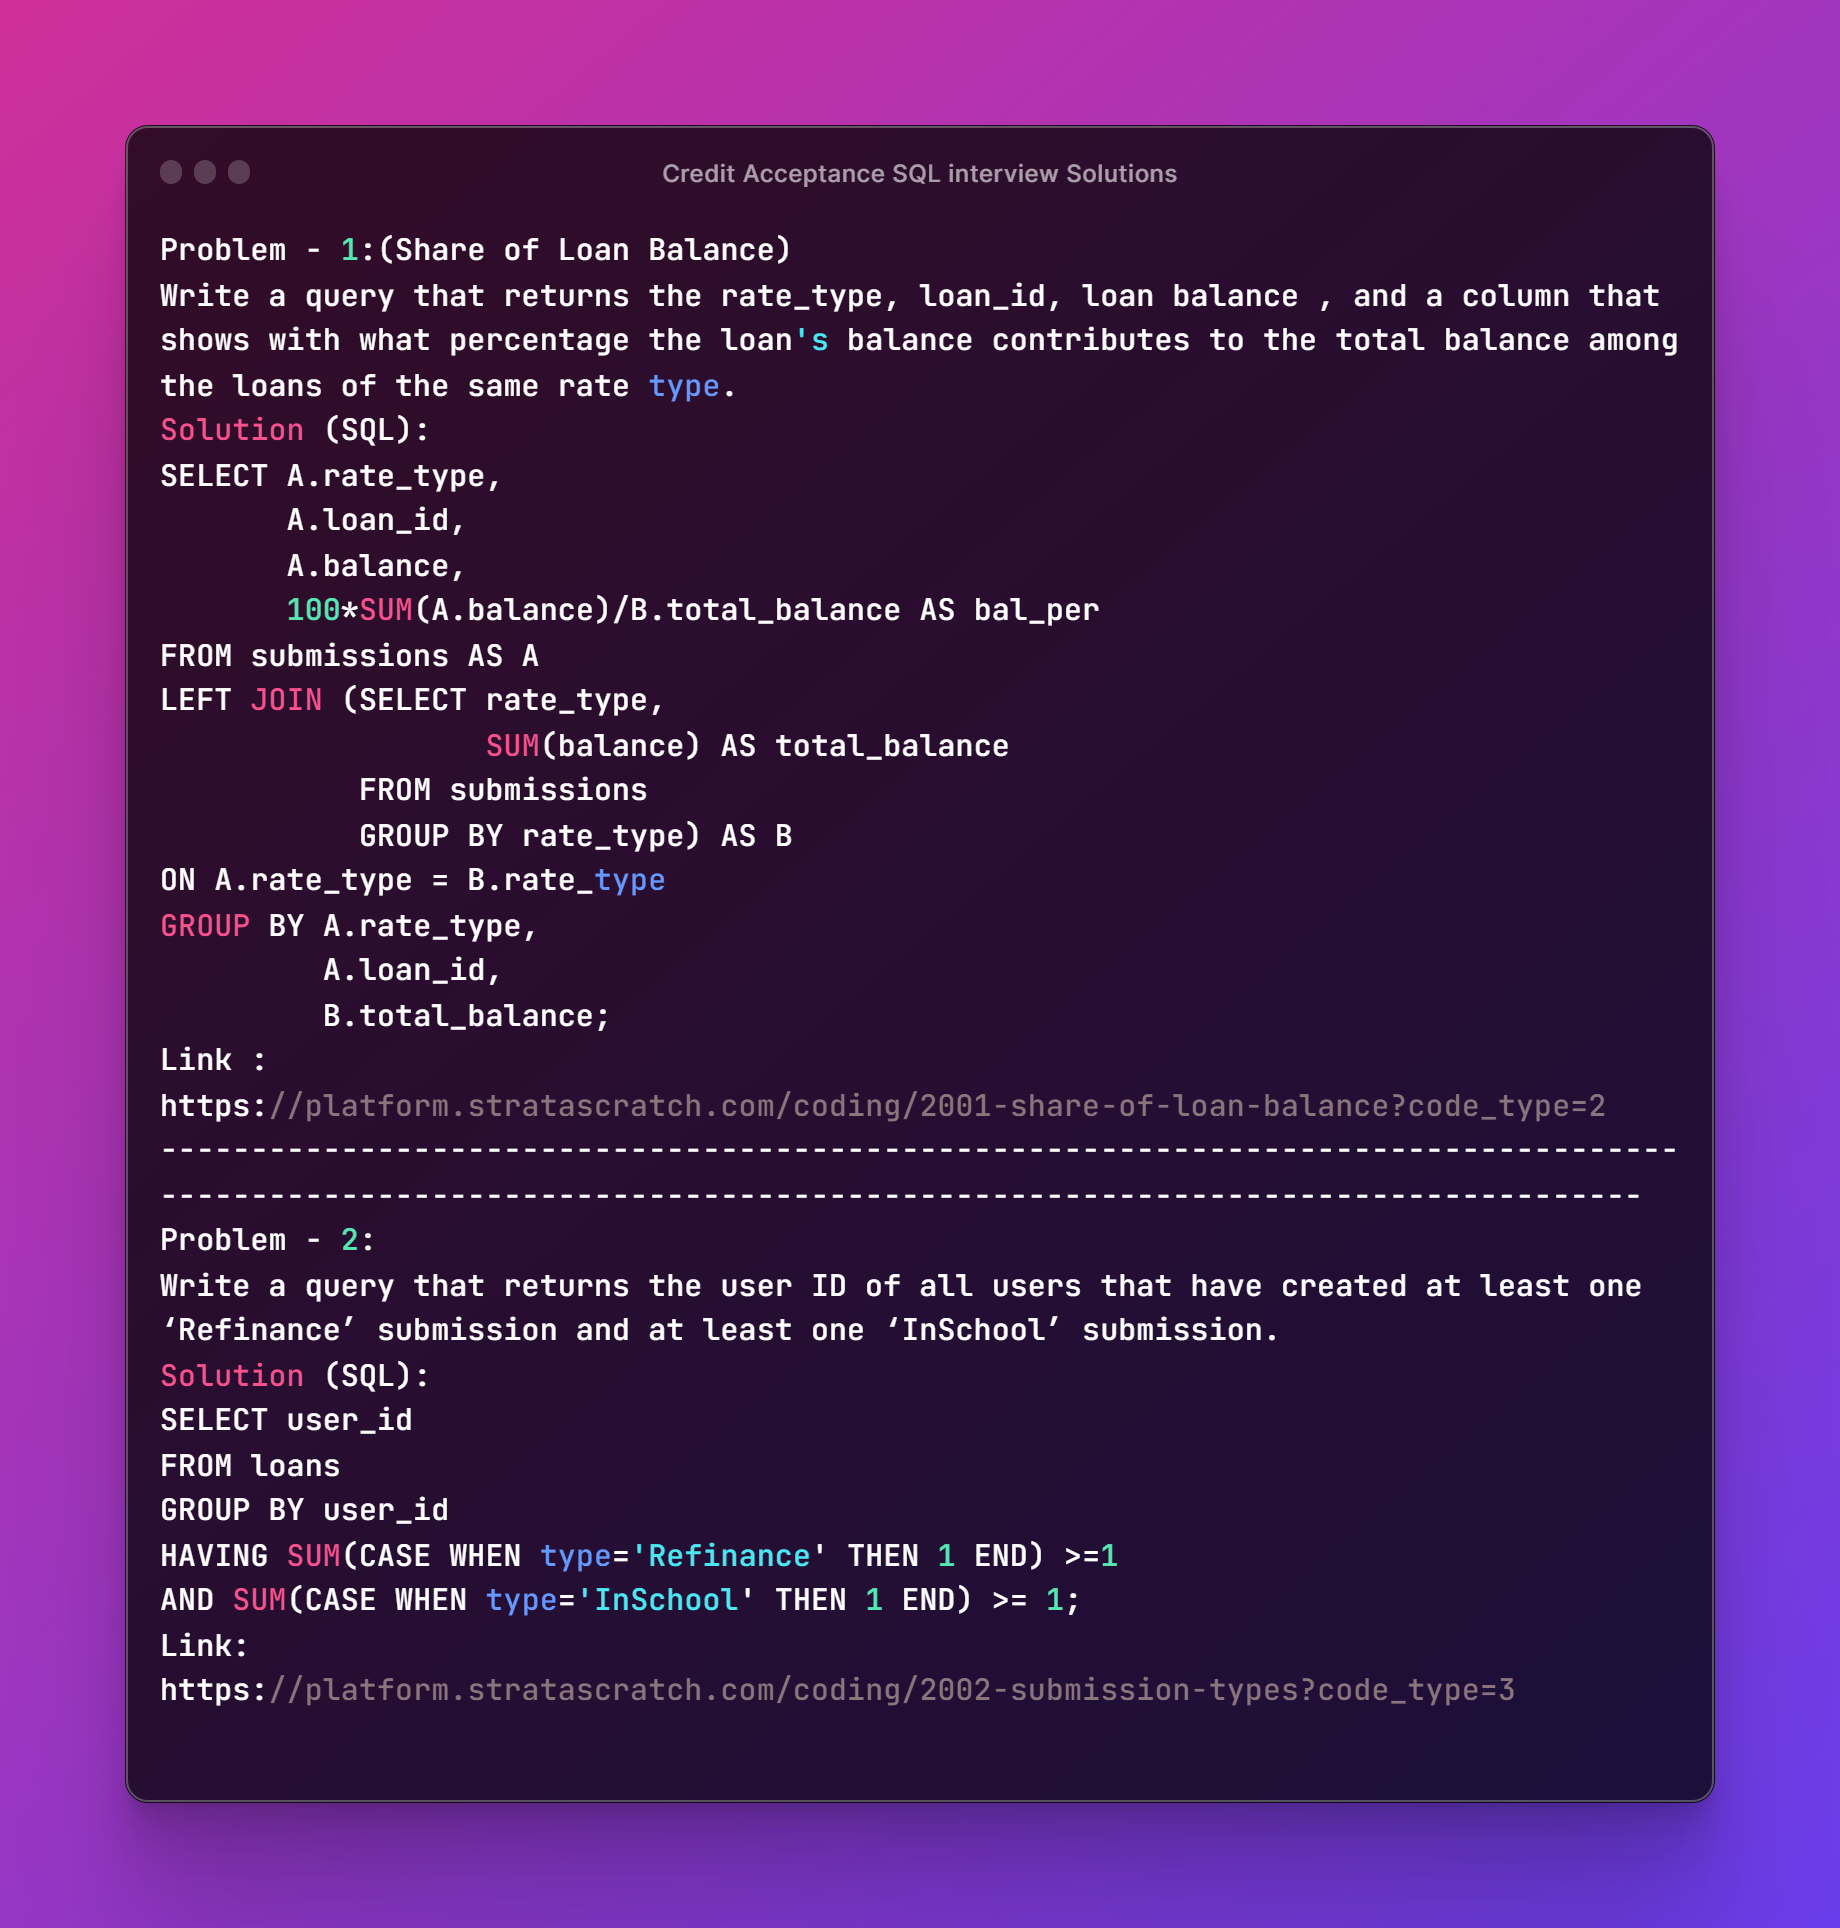 Credit Acceptance SQL interview Solutions
Problem - 1:(Share of Loan Balance)
Write a query that returns the rate_type, loan_id, loan balance , and a column that
shows with what percentage the loan's balance contributes to the total balance among
the loans of the same rate type.
Solution (SQL):
SELECT A.rate_type,
       A.loan_id,
       A.balance,
       100*SUM(A.balance)/B.total_balance AS bal_per
FROM submissions AS A
LEFT JOIN (SELECT rate_type,
                  SUM(balance) AS total_balance
           FROM submissions
           GROUP BY rate_type) AS B
ON A.rate_type = B.rate_type
GROUP BY A.rate_type,
         A.loan_id,
         B.total_balance;
Link :
https://platform.stratascratch.com/coding/2001-share-of-loan-balance?code_type=2
------------------------------------------------------------------------------------
----------------------------------------------------------------------------------
Problem - 2:
Write a query that returns the user ID of all users that have created at least one
‘Refinance’ submission and at least one ‘InSchool’ submission.
Solution (SQL):
SELECT user_id
FROM loans
GROUP BY user_id
HAVING SUM(CASE WHEN type='Refinance' THEN 1 END) >=1
AND SUM(CASE WHEN type='InSchool' THEN 1 END) >= 1;
Link:
https://platform.stratascratch.com/coding/2002-submission-types?code_type=3